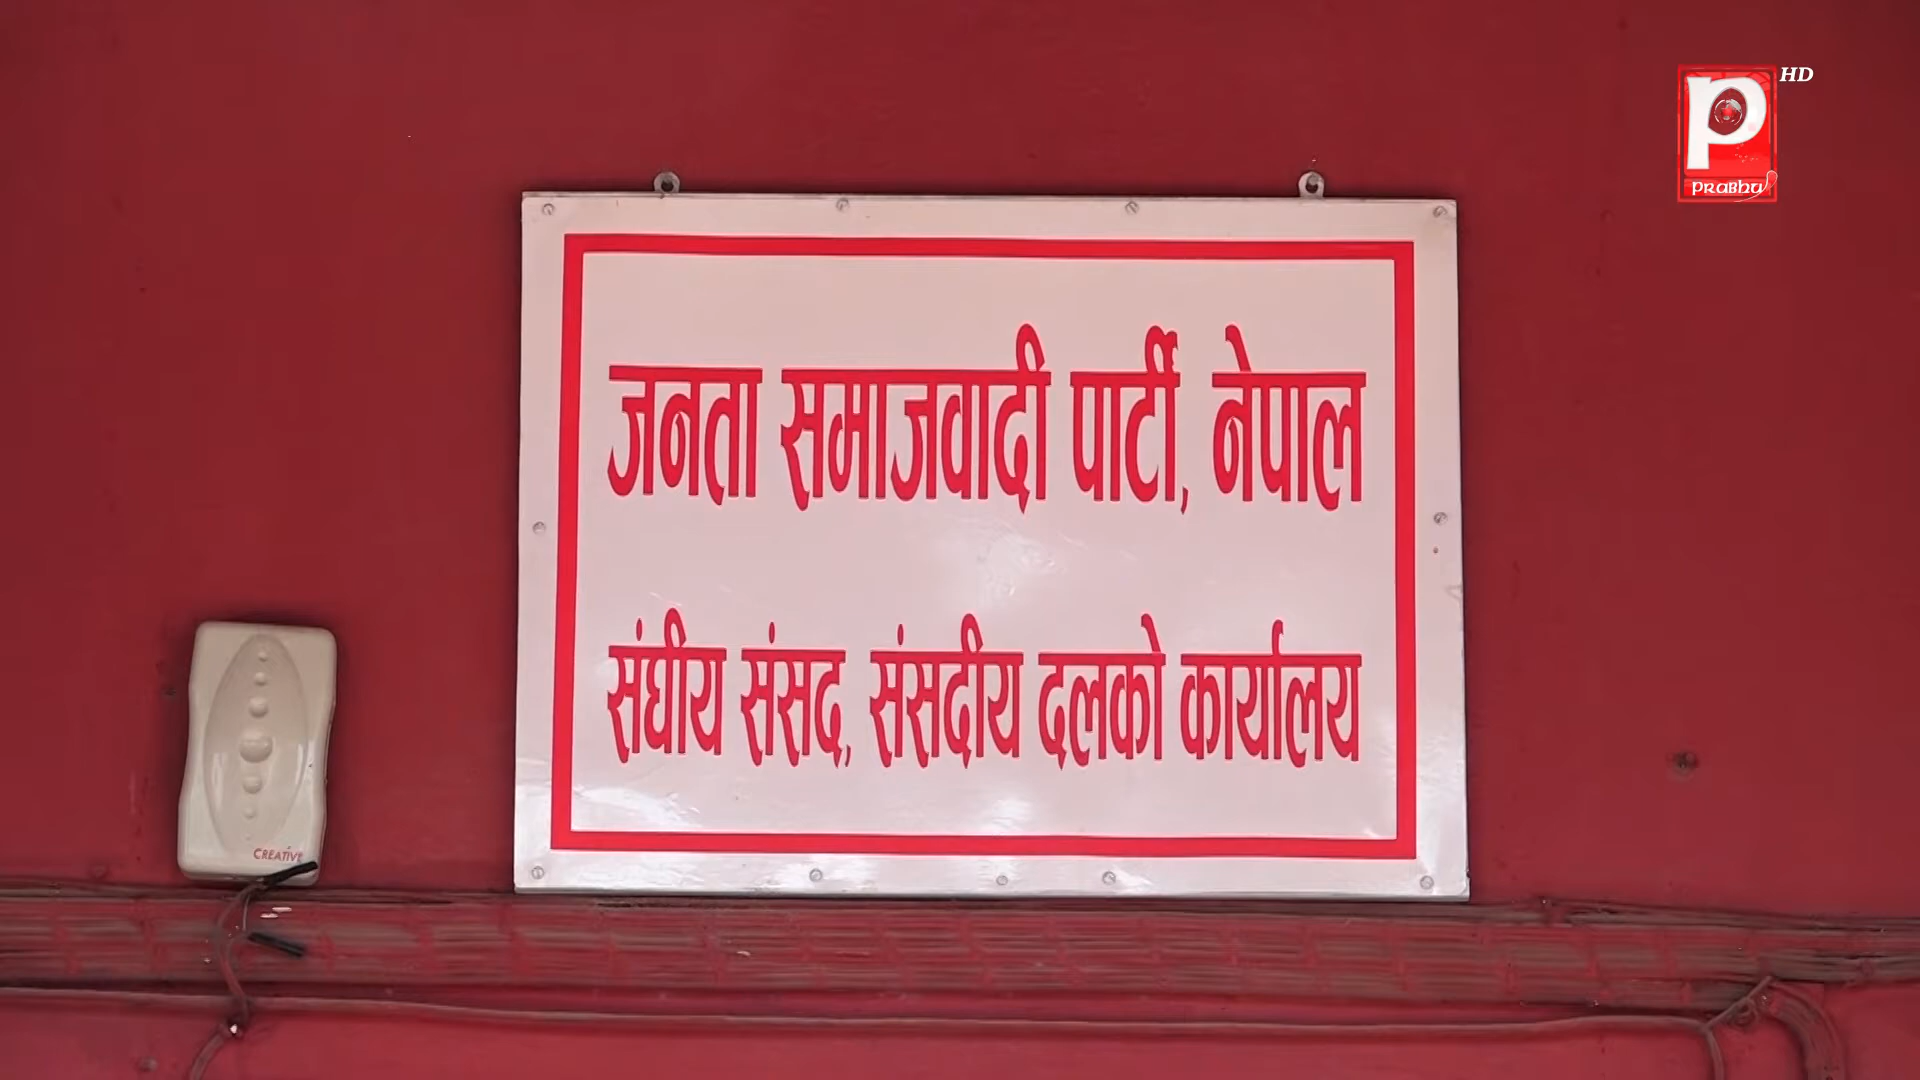 HD
PRABHU
जनता समाजवादी पार्टी, नेपाल
संघीय संसद, संसदीय दलको कार्यालय
CREATIVE